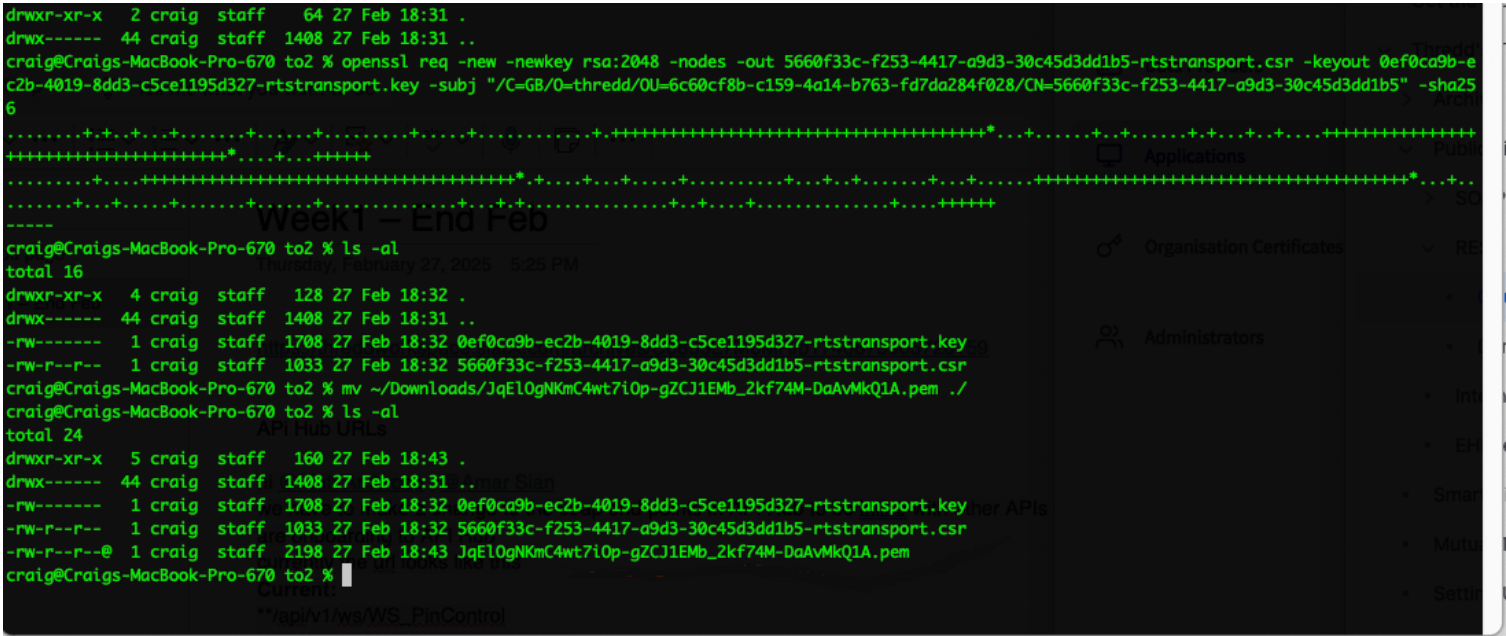 drwxr-xr-x   2 craig  staff    64 27 Feb 18:31 .
drwx------  44 craig  staff  1408 27 Feb 18:31 ..
craig@Craigs-MacBook-Pro-670 to2 % openssl req -new -newkey rsa:2048 -nodes -out 5660f33c-f253-4417-a9d3-30c45d3dd1b5-rtstransport.csr -keyout 0ef0ca9b-e
c2b-4019-8dd3-c5ce1195d327-rtstransport.key -subj "/C=GB/O=thredd/OU=6c60cf8b-c159-4a14-b763-fd7da284f028/CN=5660f33c-f253-4417-a9d3-30c45d3dd1b5" -sha25
6
-----
craig@Craigs-MacBook-Pro-670 to2 % ls -al
total 16
drwxr-xr-x   4 craig  staff   128 27 Feb 18:32 .
drwx------  44 craig  staff  1408 27 Feb 18:31 ..
-rw-------   1 craig  staff  1708 27 Feb 18:32 0ef0ca9b-ec2b-4019-8dd3-c5ce1195d327-rtstransport.key
-rw-r--r--   1 craig  staff  1033 27 Feb 18:32 5660f33c-f253-4417-a9d3-30c45d3dd1b5-rtstransport.csr
craig@Craigs-MacBook-Pro-670 to2 % mv ~/Downloads/JqElOgNKmC4wt7iOp-gZCJ1EMb_2kf74M-DaAvMkQ1A.pem ./
craig@Craigs-MacBook-Pro-670 to2 % ls -al
total 24
drwxr-xr-x   5 craig  staff   160 27 Feb 18:43 .
drwx------  44 craig  staff  1408 27 Feb 18:31 ..
-rw-------   1 craig  staff  1708 27 Feb 18:32 0ef0ca9b-ec2b-4019-8dd3-c5ce1195d327-rtstransport.key
-rw-r--r--   1 craig  staff  1033 27 Feb 18:32 5660f33c-f253-4417-a9d3-30c45d3dd1b5-rtstransport.csr
-rw-r--r--@  1 craig  staff  2198 27 Feb 18:43 JqElOgNKmC4wt7iOp-gZCJ1EMb_2kf74M-DaAvMkQ1A.pem
craig@Craigs-MacBook-Pro-670 to2 %
Week1 – End Feb
Thursday, February 27, 2025   5:25 PM
APi Hub URLs
looks like this
Current:
**/api/v1/ws/WS_PinControl
Applications
Organisation Certificates
Administrators